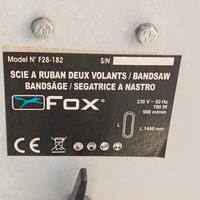 Model N° F28-182 S/N
SCIE A RUBAN DEUX VOLANTS / BANDSAW
BANDSÄGE / SEGATRICE A NASTRO
FOX
230 V ~ 50 Hz
180 W
900 m/min
L
L 1400 mm